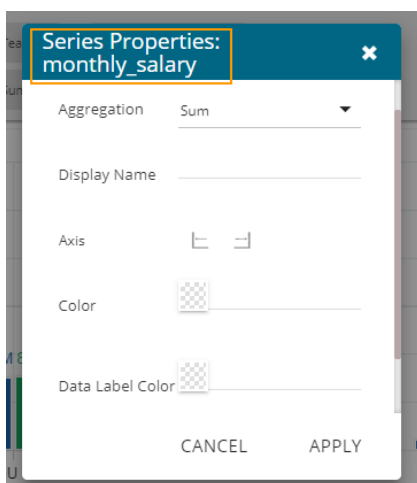 Series Properties:
monthly_salary
Aggregation Sum
Display Name
Axis
Color
Data Label Color
CANCEL APPLY